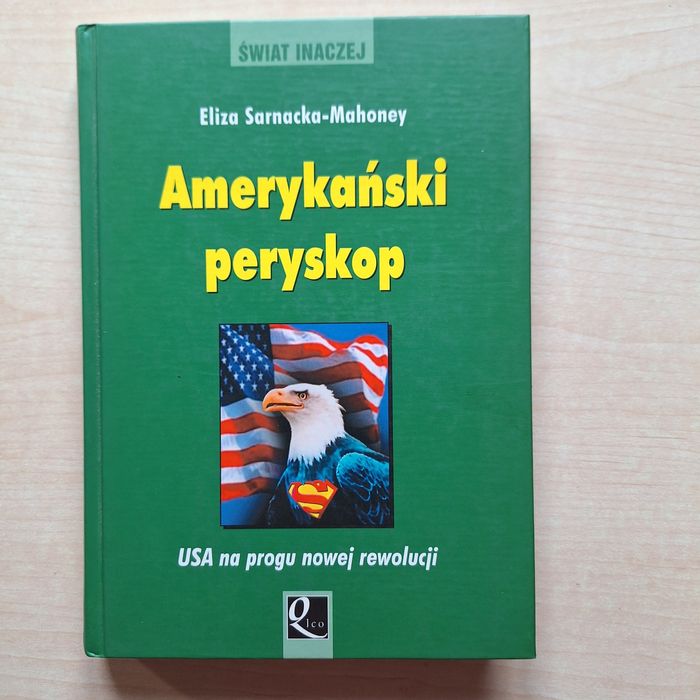 ŚWIAT INACZEJ
Eliza Sarnacka-Mahoney
Amerykański
peryskop
S
USA na progu nowej rewolucji
Qlco